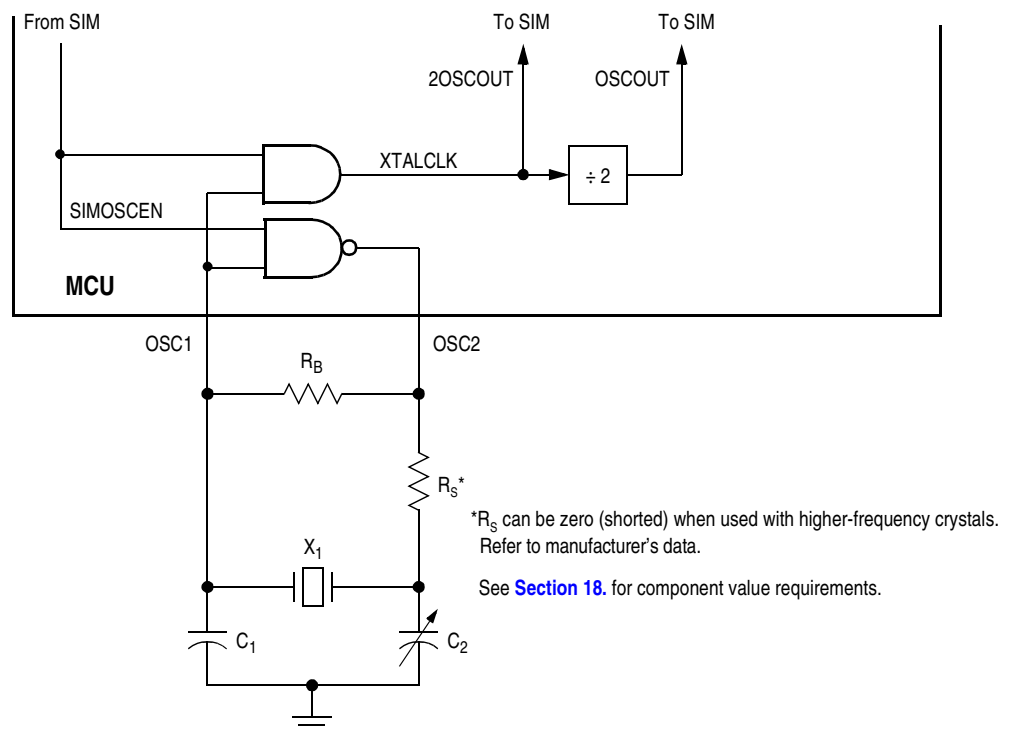 From SIM
To SIM
To SIM
2OSCOUT
OSCOUT
XTALCLK
÷ 2
SIMOSCEN
MCU
OSC1
OSC2
RB
RS*
*RS can be zero (shorted) when used with higher-frequency crystals.
Refer to manufacturer's data.
X1
See Section 18. for component value requirements.
C1
C2